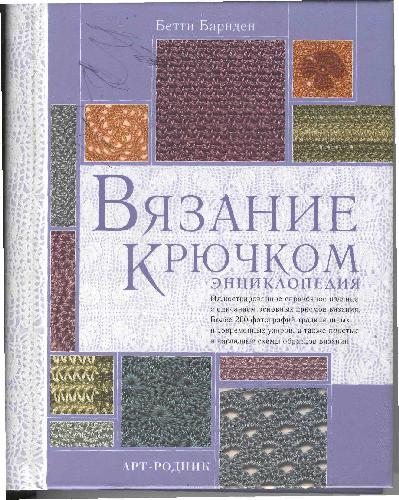 Бетти Барнден
ВЯЗАНИЕ
КРЮЧКОМ
ЭНЦИКЛОПЕДИЯ
Иллюстрированное справочное издание
с описанием основных приемов вязания.
Более 200 фотографий традиционных
и современных узоров, а также простые
и наглядные схемы образцов вязаний
АРТ-РОДНИК